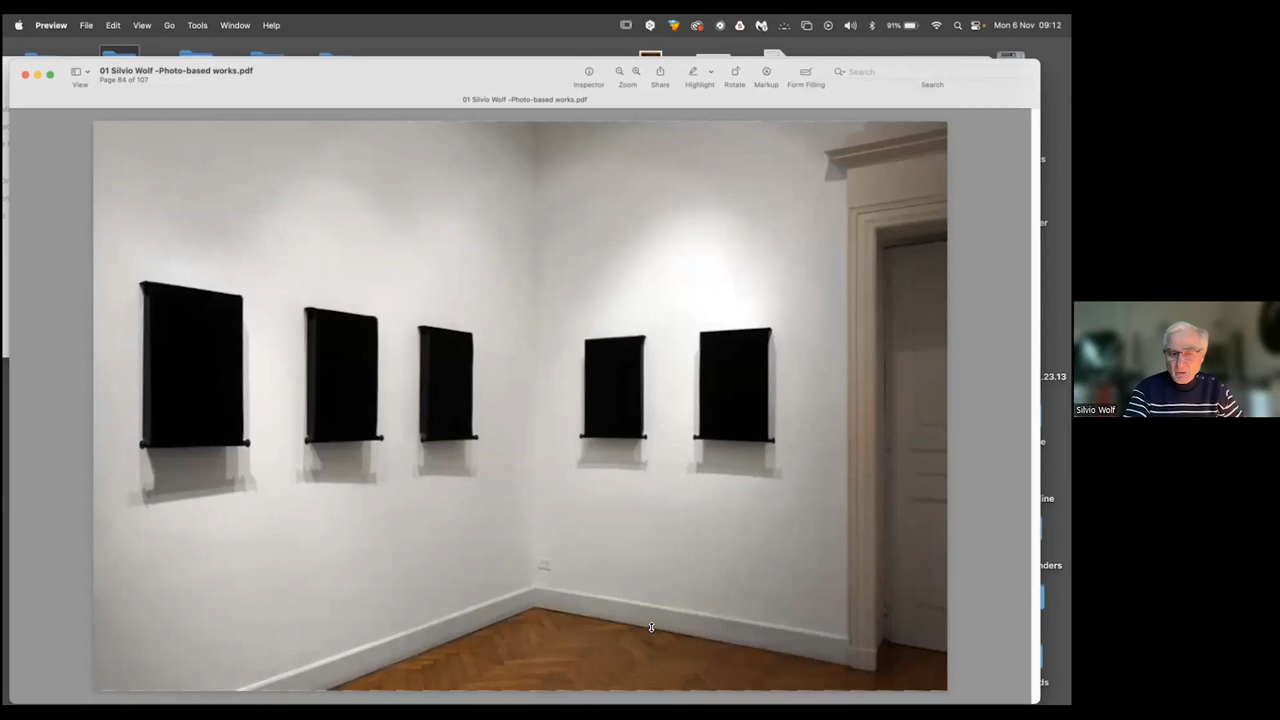 Preview File Edit View Go Tools Window Help 91% Mon 6 Nov 09:12
01 Silvio Wolf -Photo-based works.pdf
Page 84 of 107
View Inspector Zoom Share Highlight Rotate Markup Form Filling Search
Search
01 Silvio Wolf -Photo-based works.pdf
.23.13
Silvio Wolf